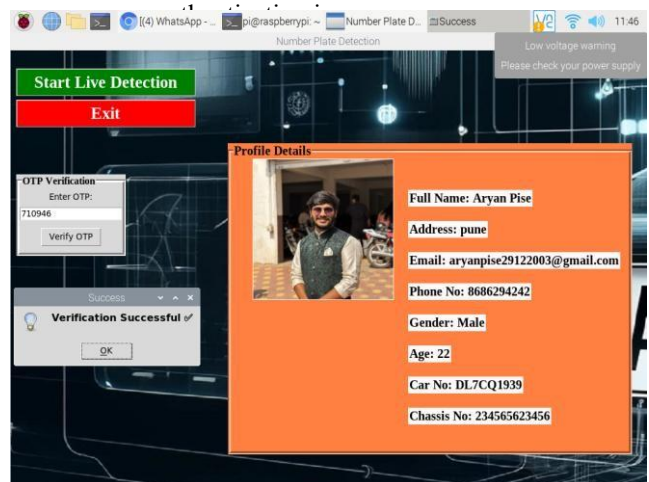 [(4) WhatsApp - ...
pi@raspberrypi: ~
Number Plate D...
Success
11:46
Number Plate Detection
Low voltage warning
Please check your power supply
Start Live Detection
Exit
OTP Verification
Enter OTP:
710946
Verify OTP
Success
Verification Successful ✅
OK
Profile Details
Full Name: Aryan Pise
Address: pune
Email: aryanpise29122003@gmail.com
Phone No: 8686294242
Gender: Male
Age: 22
Car No: DL7CQ1939
Chassis No: 234565623456